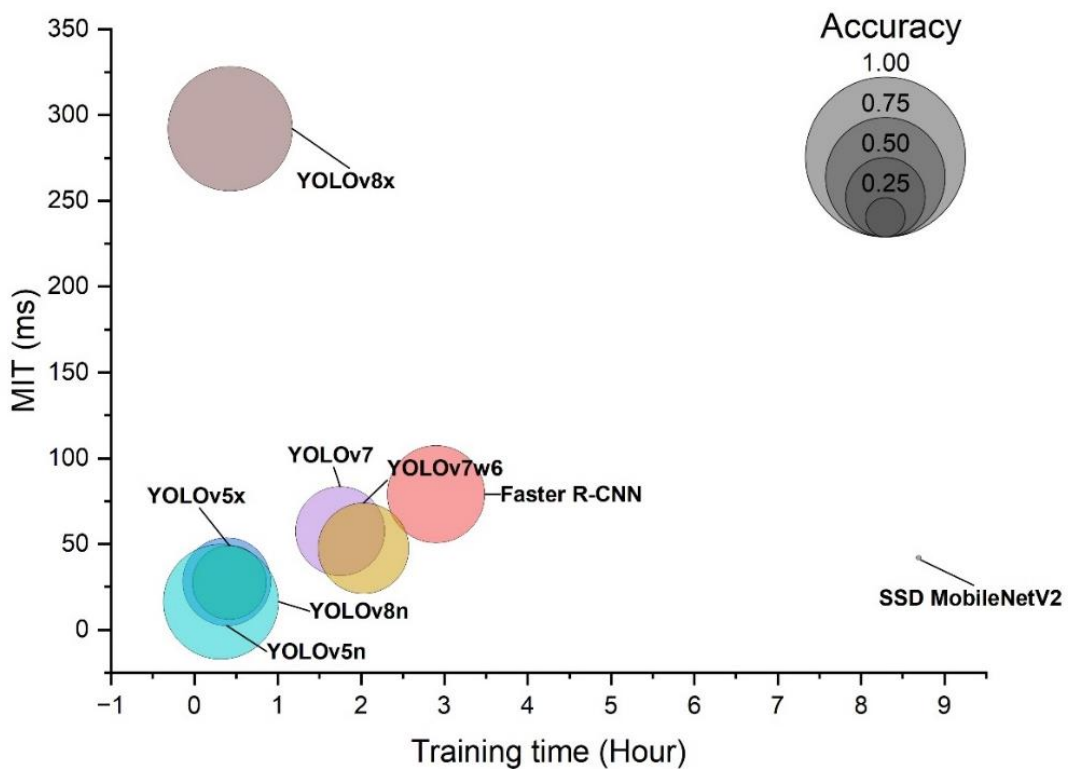 Accuracy
1.00
0.75
0.50
0.25
350
300
250
200
150
100
50
0
MIT (ms)
YOLOv8x
YOLOv7
YOLOv7w6
YOLOv5x
Faster R-CNN
SSD MobileNetV2
YOLOv8n
YOLOv5n
−1 0 1 2 3 4 5 6 7 8 9
Training time (Hour)